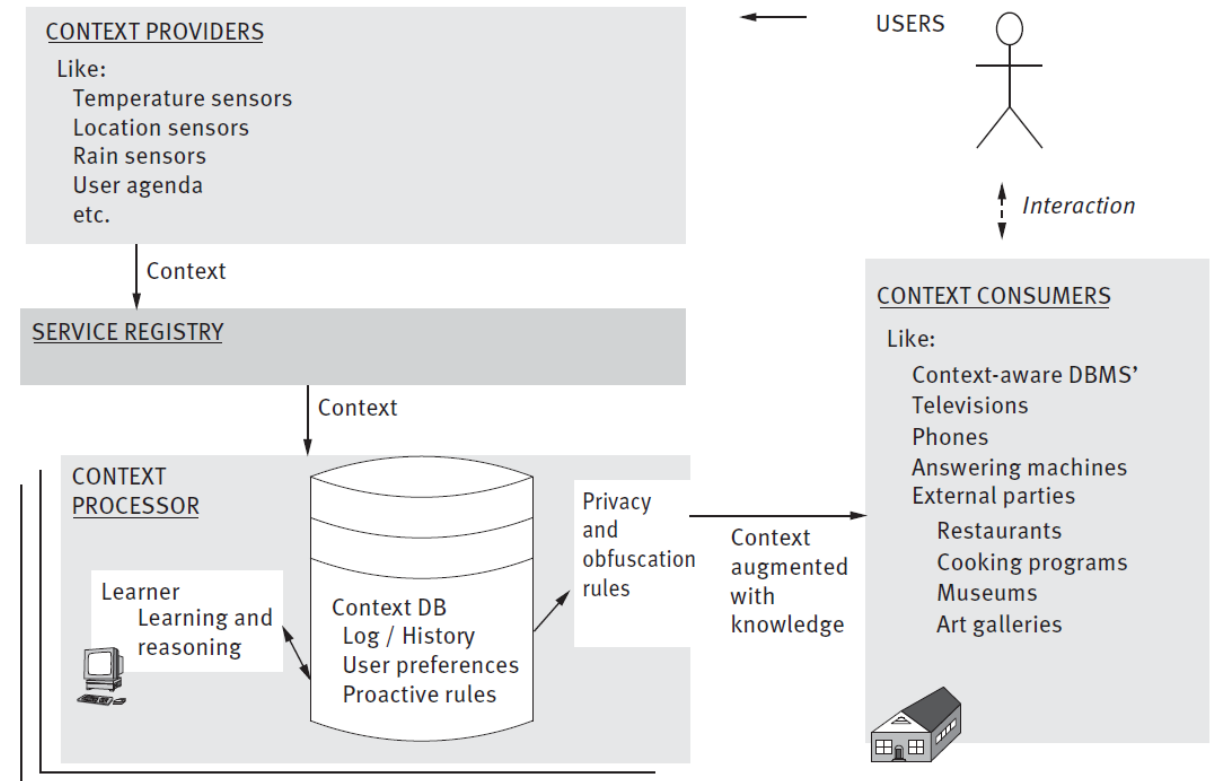 CONTEXT PROVIDERS
Like:
Temperature sensors
Location sensors
Rain sensors
User agenda
etc.
USERS
Interaction
Context
SERVICE REGISTRY
Context
CONTEXT
PROCESSOR
Learner
Learning and
reasoning
Context DB
Log / History
User preferences
Proactive rules
Privacy
and
obfuscation
rules
Context
augmented
with
knowledge
CONTEXT CONSUMERS
Like:
Context-aware DBMS’
Televisions
Phones
Answering machines
External parties
Restaurants
Cooking programs
Museums
Art galleries